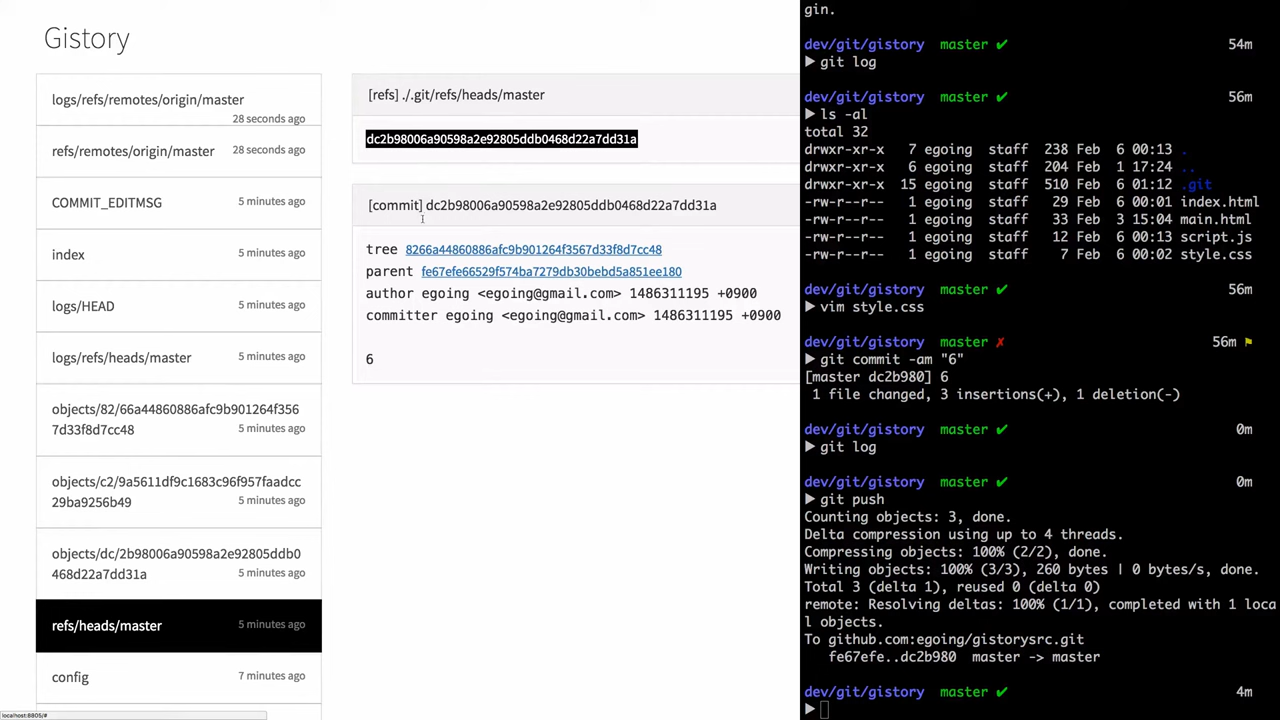 Gistory
logs/refs/remotes/origin/master
28 seconds ago
refs/remotes/origin/master
28 seconds ago
COMMIT_EDITMSG
5 minutes ago
index
5 minutes ago
logs/HEAD
5 minutes ago
logs/refs/heads/master
5 minutes ago
objects/82/66a44860886afc9b901264f356
7d33f8d7cc48
5 minutes ago
objects/c2/9a5611df9c1683c96f957faadcc
29ba9256b49
5 minutes ago
objects/dc/2b98006a90598a2e92805ddb0
468d22a7dd31a
5 minutes ago
refs/heads/master
5 minutes ago
config
7 minutes ago
localhost:8805/#
[refs] ./.git/refs/heads/master
dc2b98006a90598a2e92805ddb0468d22a7dd31a
[commit] dc2b98006a90598a2e92805ddb0468d22a7dd31a
tree 8266a44860886afc9b901264f3567d33f8d7cc48
parent fe67efe66529f574ba7279db30bebd5a851ee180
author egoing <egoing@gmail.com> 1486311195 +0900
committer egoing <egoing@gmail.com> 1486311195 +0900
6
gin.
dev/git/gistory master ✔ 54m
▶ git log
dev/git/gistory master ✔ 56m
▶ ls -al
total 32
drwxr-xr-x 7 egoing staff 238 Feb 6 00:13 .
drwxr-xr-x 6 egoing staff 204 Feb 1 17:24 ..
drwxr-xr-x 15 egoing staff 510 Feb 6 01:12 .git
-rw-r--r-- 1 egoing staff 29 Feb 6 00:01 index.html
-rw-r--r-- 1 egoing staff 33 Feb 3 15:04 main.html
-rw-r--r-- 1 egoing staff 12 Feb 6 00:13 script.js
-rw-r--r-- 1 egoing staff 7 Feb 6 00:02 style.css
dev/git/gistory master ✔ 56m
▶ vim style.css
dev/git/gistory master ✗ 56m ⚑
▶ git commit -am "6"
[master dc2b980] 6
1 file changed, 3 insertions(+), 1 deletion(-)
dev/git/gistory master ✔ 0m
▶ git log
dev/git/gistory master ✔ 0m
▶ git push
Counting objects: 3, done.
Delta compression using up to 4 threads.
Compressing objects: 100% (2/2), done.
Writing objects: 100% (3/3), 260 bytes | 0 bytes/s, done.
Total 3 (delta 1), reused 0 (delta 0)
remote: Resolving deltas: 100% (1/1), completed with 1 loca
l objects.
To github.com:egoing/gistorysrc.git
fe67efe..dc2b980 master -> master
dev/git/gistory master ✔ 4m
▶